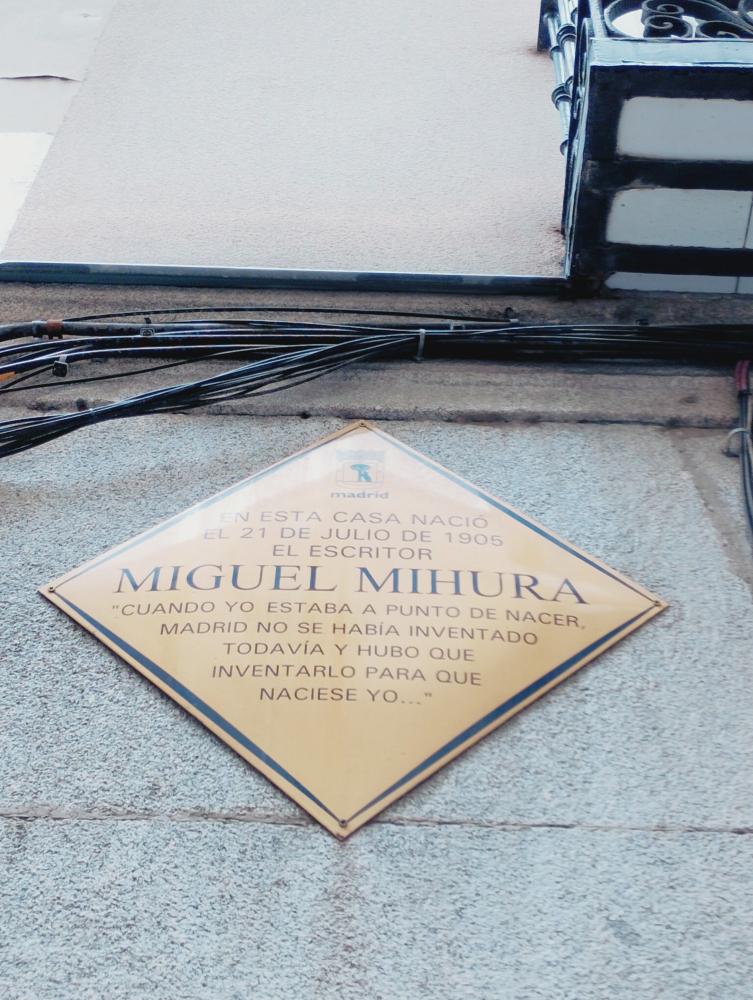 madrid
EN ESTA CASA NACIÓ
EL 21 DE JULIO DE 1905
EL ESCRITOR
MIGUEL MIHURA
"CUANDO YO ESTABA A PUNTO DE NACER,
MADRID NO SE HABÍA INVENTADO
TODAVÍA Y HUBO QUE
INVENTARLO PARA QUE
NACIESE YO..."